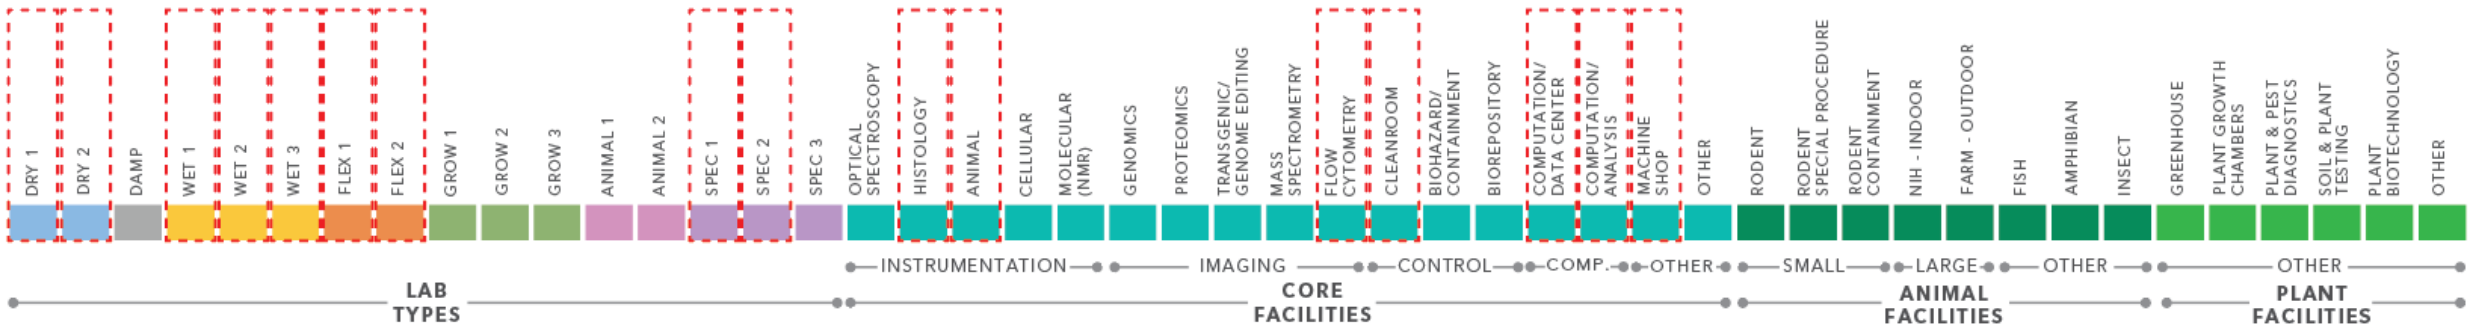 DRY 1
DRY 2
DAMP
WET 1
WET 2
WET 3
FLEX 1
FLEX 2
GROW 1
GROW 2
GROW 3
ANIMAL 1
ANIMAL 2
SPEC 1
SPEC 2
SPEC 3
OPTICAL
SPECTROSCOPY
HISTOLOGY
ANIMAL
CELLULAR
MOLECULAR
(NMR)
GENOMICS
PROTEOMICS
TRANSGENIC/
GENOME EDITING
MASS
SPECTROMETRY
FLOW
CYTOMETRY
CLEANROOM
BIOHAZARD/
CONTAINMENT
BIOREPOSITORY
COMPUTATION/
DATA CENTER
COMPUTATION/
ANALYSIS
MACHINE
SHOP
OTHER
RODENT
RODENT
SPECIAL PROCEDURE
RODENT
CONTAINMENT
NIH - INDOOR
FARM - OUTDOOR
FISH
AMPHIBIAN
INSECT
GREENHOUSE
PLANT GROWTH
CHAMBERS
PLANT & PEST
DIAGNOSTICS
SOIL & PLANT
TESTING
PLANT
BIOTECHNOLOGY
OTHER
INSTRUMENTATION
IMAGING
CONTROL
COMP.
OTHER
SMALL
LARGE
OTHER
OTHER
LAB
TYPES
CORE
FACILITIES
ANIMAL
FACILITIES
PLANT
FACILITIES